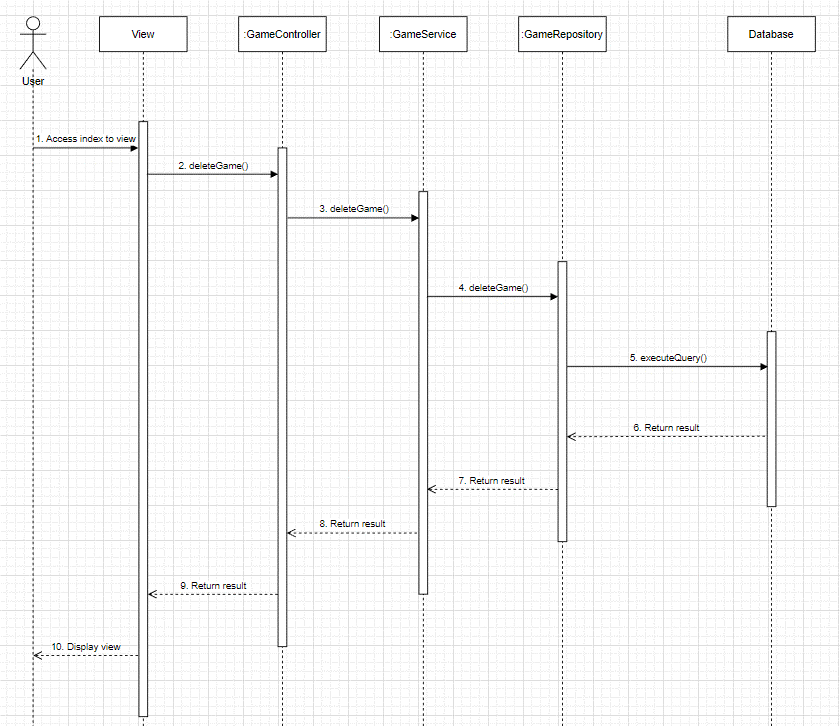 View
:GameController
:GameService
:GameRepository
Database
User
1. Access index to view
2. deleteGame()
3. deleteGame()
4. deleteGame()
5. executeQuery()
6. Return result
7. Return result
8. Return result
9. Return result
10. Display view